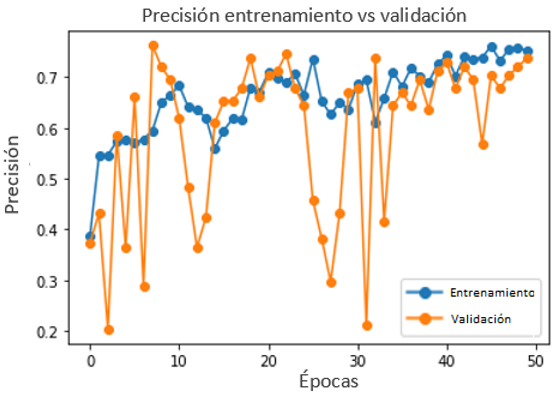 Precisión entrenamiento vs validación
Precisión
0.7
0.6
0.5
0.4
0.3
0.2
Entrenamiento
Validación
0
10
20
30
40
50
Épocas